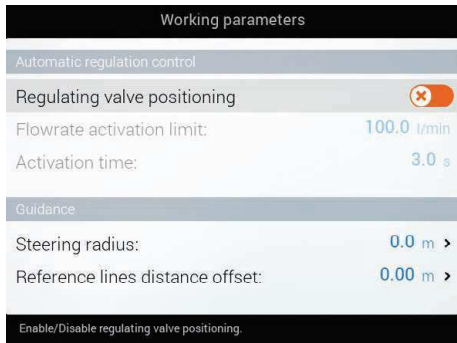 Working parameters
Automatic regulation control
Regulating valve positioning
Flowrate activation limit: 100.0 l/min
Activation time: 3.0 s
Guidance
Steering radius: 0.0 m >
Reference lines distance offset: 0.00 m >
Enable/Disable regulating valve positioning.